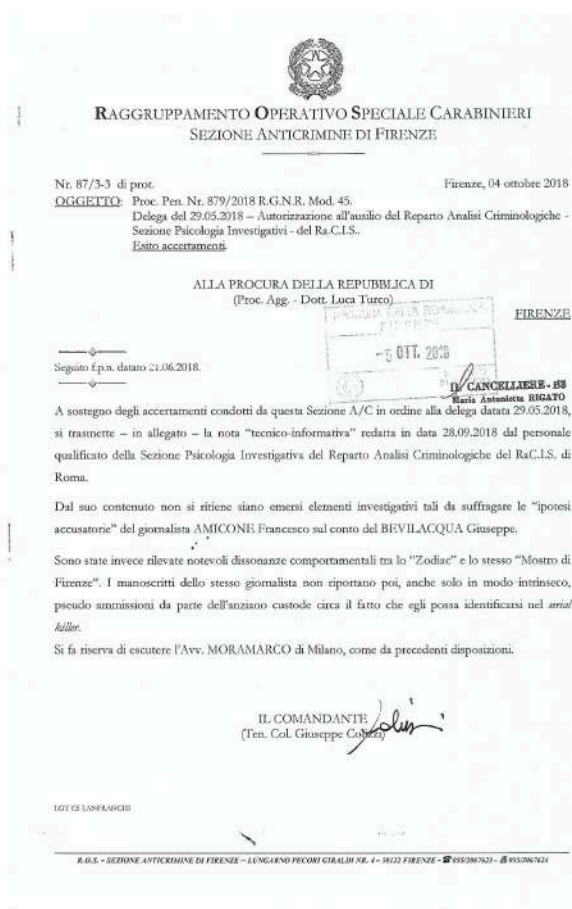 RAGGRUPPAMENTO OPERATIVO SPECIALE CARABINIERI
SEZIONE ANTICRIMINE DI FIRENZE
Nr. 87/3-3 di prot. Firenze, 04 ottobre 2018
OGGETTO: Proc. Pen. Nr. 879/2018 R.G.N.R. Mod. 45.
Delega del 29.05.2018 – Autorizzazione all'ausilio del Reparto Analisi Criminologiche -
Sezione Psicologia Investigativi - del Ra.C.I.S..
Esito accertamenti.
ALLA PROCURA DELLA REPUBBLICA DI
(Proc. Agg. - Dott. Luca Turco)
FIRENZE
-5 OTT. 2018
Seguito f.p.n. datato 21.06.2018.
IL CANCELLIERE - B3
Maria Antonietta RIGATO
A sostegno degli accertamenti condotti da questa Sezione A/C in ordine alla delega datata 29.05.2018,
si trasmette – in allegato – la nota "tecnico-informativa" redatta in data 28.09.2018 dal personale
qualificato della Sezione Psicologia Investigativa del Reparto Analisi Criminologiche del RaC.I.S. di
Roma.
Dal suo contenuto non si ritiene siano emersi elementi investigativi tali da suffragare le "ipotesi
accusatorie" del giornalista AMICONE Francesco sul conto del BEVILACQUA Giuseppe.
Sono state invece rilevate notevoli dissonanze comportamentali tra lo "Zodiac" e lo stesso "Mostro di
Firenze". I manoscritti dello stesso giornalista non riportano poi, anche solo in modo intrinseco,
pseudo ammissioni da parte dell'anziano custode circa il fatto che egli possa identificarsi nel serial
killer.
Si fa riserva di escutere l'Avv. MORAMARCO di Milano, come da precedenti disposizioni.
IL COMANDANTE
(Ten. Col. Giuseppe Colizzi)
LGT CS LANFRANCHI
R.O.S. - SEZIONE ANTICRIMINE DI FIRENZE – LUNGARNO PECORI GIRALDI NR. 4 – 50122 FIRENZE - 055/2067623 - 055/2067624